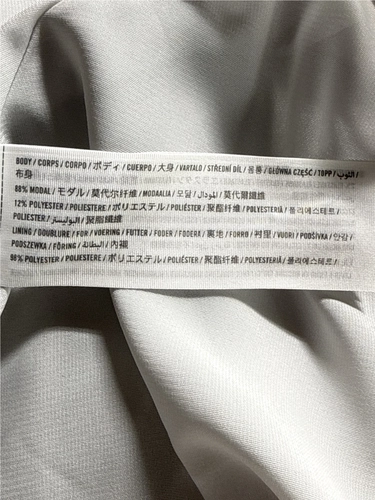 BODY / CORPS / CORPO / ボディ / CUERPO / 大身 / VARTALO / STŘEDNÍ DÍL / 몸통 / GŁÓWNA CZĘŚĆ / TOPP / الثوب /
布身
88% MODAL / モダル / 莫代尔纤维 / MODAALIA / 모달 / المودال / 莫代爾纖維
12% POLYESTER / POLIESTERE / ポリエステル / POLIÉSTER / 聚酯纤维 / POLYESTERIÄ / 폴리에스테르 /
POLIESTER / البوليستر / 聚酯纖維
LINING / DOUBLURE / FOR / VOERING / FUTTER / FODER / FODERA / 裏地 / FORRO / 衬里 / VUORI / PODŠÍVKA / 안감 /
PODSZEWKA / FÔRING / البطانة / 內襯
98% POLYESTER / POLIESTERE / ポリエステル / POLIÉSTER / 聚酯纤维 / POLYESTERIÄ / 폴리에스테르 /